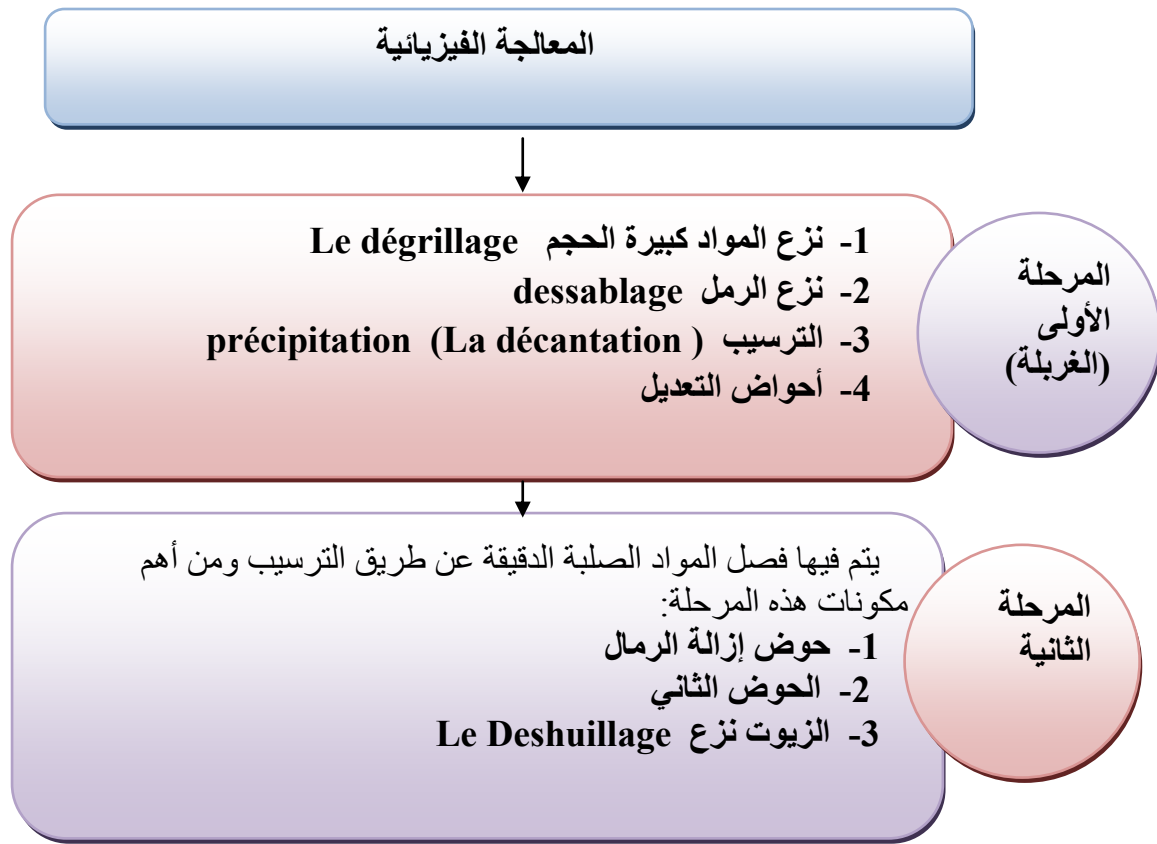 المعالجة الفيزيائية
المرحلة
الأولى
(الغربلة)
1- نزع المواد كبيرة الحجم Le dégrillage
2- نزع الرمل dessablage
3- الترسيب précipitation (La décantation )
4- أحواض التعديل
المرحلة
الثانية
يتم فيها فصل المواد الصلبة الدقيقة عن طريق الترسيب ومن أهم
مكونات هذه المرحلة:
1- حوض إزالة الرمال
2- الحوض الثاني
3- الزيوت نزع Le Deshuillage